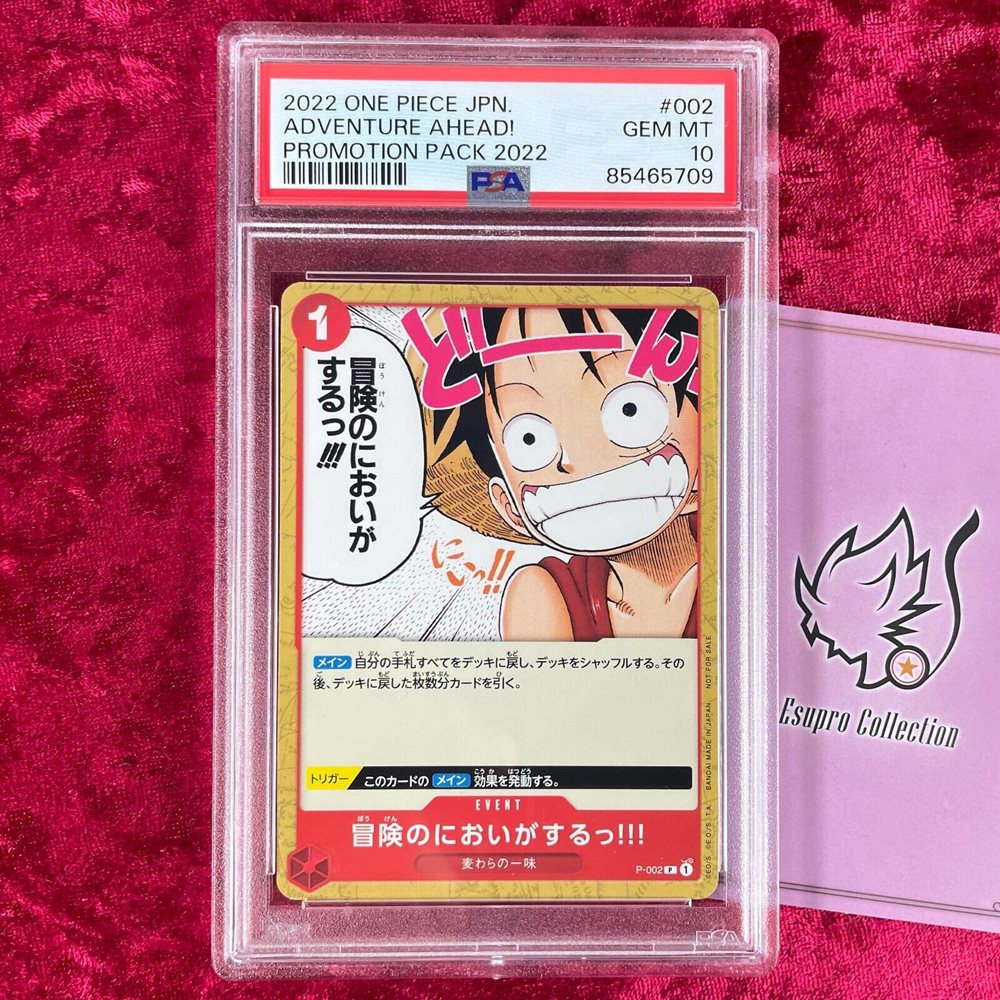 2022 ONE PIECE JPN. #002
ADVENTURE AHEAD! GEM MT
PROMOTION PACK 2022 10
PSA 85465709
1
ドーん
冒険のにおいが
するっ!!!
にこっ!!
メイン 自分の手札すべてをデッキに戻し、デッキをシャッフルする。その
後、デッキに戻した枚数分カードを引く。
トリガー このカードの メイン 効果を発動する。
EVENT
冒険のにおいがするっ!!!
麦わらの一味
P-002 P 1
©E.O/S ©E.O./S. T.A. BANDAI MADE IN JAPAN NOT FOR SALE
Esupro Collection
PSA